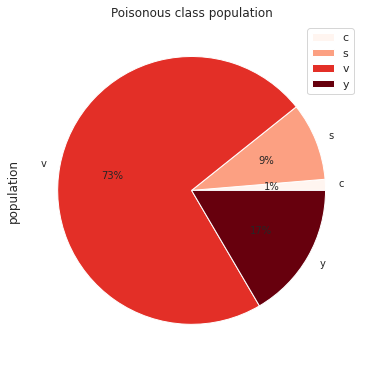 Poisonous class population
c
s
v
y
s
v
9%
73%
1%
c
population
y